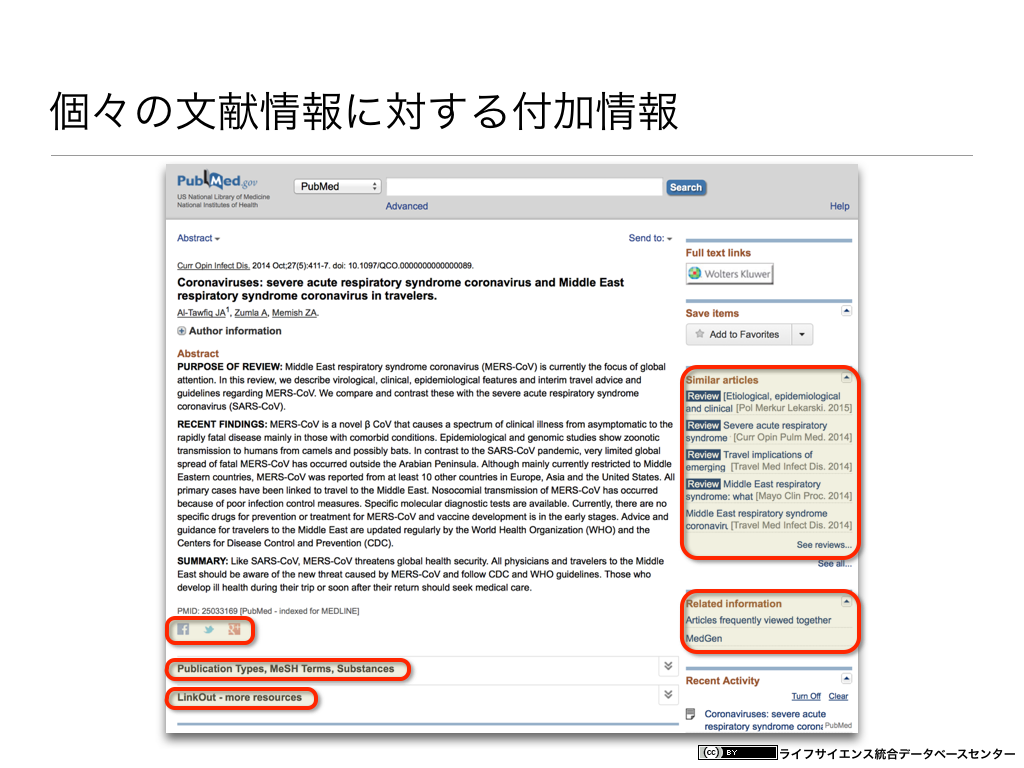 個々の文献情報に対する付加情報
PubMed.gov
US National Library of Medicine
National Institutes of Health
PubMed
Search
Advanced
Help
Abstract
Send to:
Curr Opin Infect Dis. 2014 Oct;27(5):411-7. doi: 10.1097/QCO.0000000000000089.
Coronaviruses: severe acute respiratory syndrome coronavirus and Middle East
respiratory syndrome coronavirus in travelers.
Al-Tawfiq JA1, Zumla A, Memish ZA.
Author information
Abstract
PURPOSE OF REVIEW: Middle East respiratory syndrome coronavirus (MERS-CoV) is currently the focus of global
attention. In this review, we describe virological, clinical, epidemiological features and interim travel advice and
guidelines regarding MERS-CoV. We compare and contrast these with the severe acute respiratory syndrome
coronavirus (SARS-CoV).
RECENT FINDINGS: MERS-CoV is a novel β CoV that causes a spectrum of clinical illness from asymptomatic to the
rapidly fatal disease mainly in those with comorbid conditions. Epidemiological and genomic studies show zoonotic
transmission to humans from camels and possibly bats. In contrast to the SARS-CoV pandemic, very limited global
spread of fatal MERS-CoV has occurred outside the Arabian Peninsula. Although mainly currently restricted to Middle
Eastern countries, MERS-CoV was reported from at least 10 other countries in Europe, Asia and the United States. All
primary cases have been linked to travel to the Middle East. Nosocomial transmission of MERS-CoV has occurred
because of poor infection control measures. Specific molecular diagnostic tests are available. Currently, there are no
specific drugs for prevention or treatment for MERS-CoV and vaccine development is in the early stages. Advice and
guidance for travelers to the Middle East are updated regularly by the World Health Organization (WHO) and the
Centers for Disease Control and Prevention (CDC).
SUMMARY: Like SARS-CoV, MERS-CoV threatens global health security. All physicians and travelers to the Middle
East should be aware of the new threat caused by MERS-CoV and follow CDC and WHO guidelines. Those who
develop ill health during their trip or soon after their return should seek medical care.
PMID: 25033169 [PubMed - indexed for MEDLINE]
Publication Types, MeSH Terms, Substances
LinkOut - more resources
Full text links
Wolters Kluwer
Save items
Add to Favorites
Similar articles
Review [Etiological, epidemiological
and clinical [Pol Merkur Lekarski. 2015]
Review Severe acute respiratory
syndrome [Curr Opin Pulm Med. 2014]
Review Travel implications of
emerging [Travel Med Infect Dis. 2014]
Review Middle East respiratory
syndrome: what [Mayo Clin Proc. 2014]
Middle East respiratory syndrome
coronavin [Travel Med Infect Dis. 2014]
See reviews...
See all...
Related information
Articles frequently viewed together
MedGen
Recent Activity
Turn Off Clear
Coronaviruses: severe acute
respiratory syndrome corona PubMed
cc BY ライフサイエンス統合データベースセンター